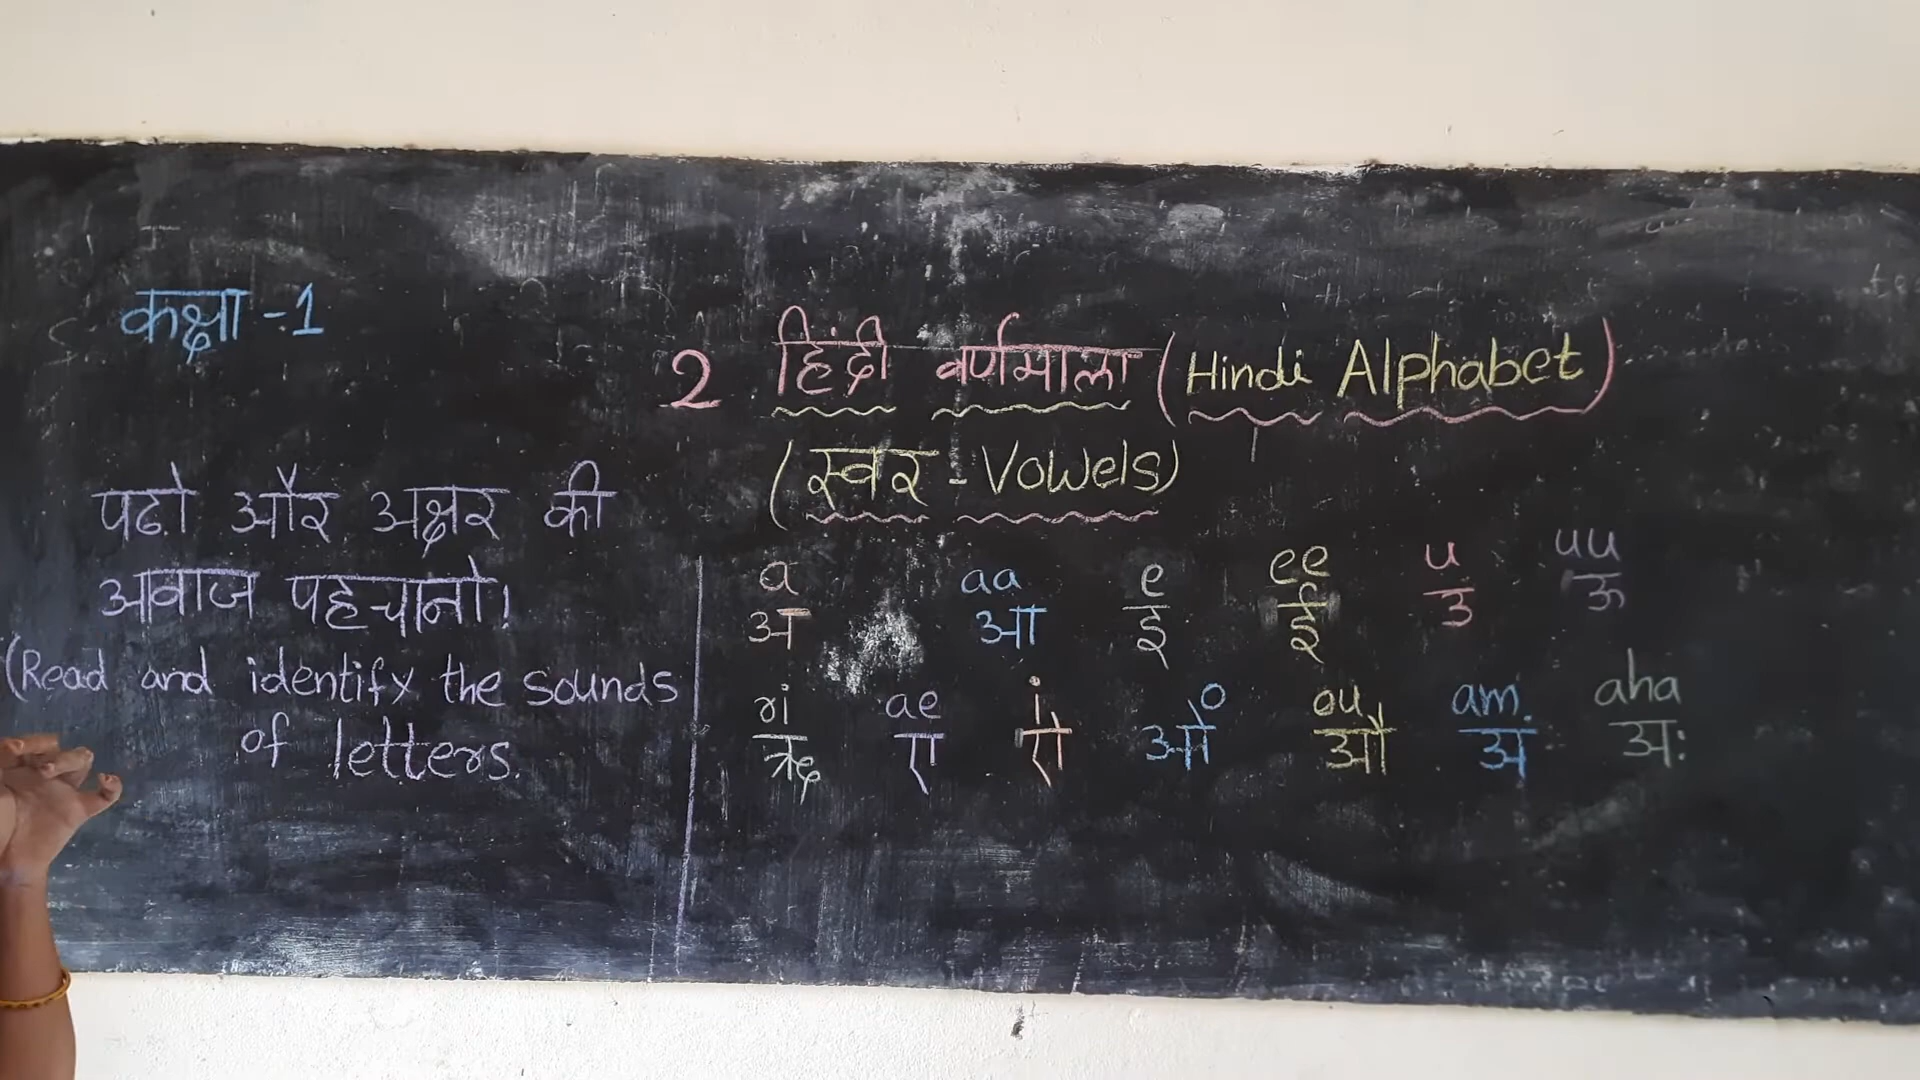 कक्षा -1
2 हिंदी वर्णमाला (Hindi Alphabet)
(स्वर - Vowels)
पढो और अक्षर की
आवाज पहचानो!
(Read and identify the sounds
of letters.
a aa e ee u uu
अ आ इ ई उ ऊ
ri ae i o ou am aha
ऋ ए ऐ ओ औ अं अः